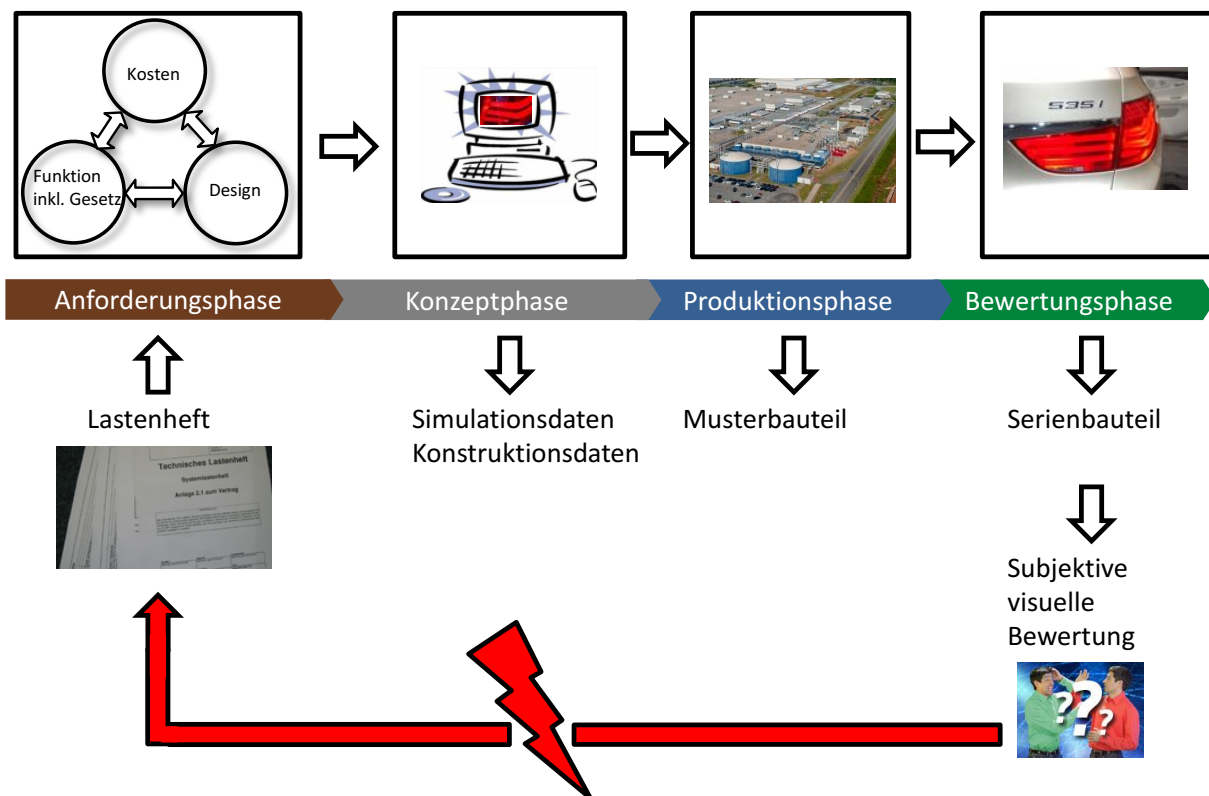 Kosten
Funktion
inkl. Gesetz
Design
535i
Anforderungsphase
Konzeptphase
Produktionsphase
Bewertungsphase
Lastenheft
Simulationsdaten
Konstruktionsdaten
Musterbauteil
Serienbauteil
Technisches Lastenheft
Systemlastenheft
Anlage 2.1 zum Vertrag
Subjektive
visuelle
Bewertung
? ? ?